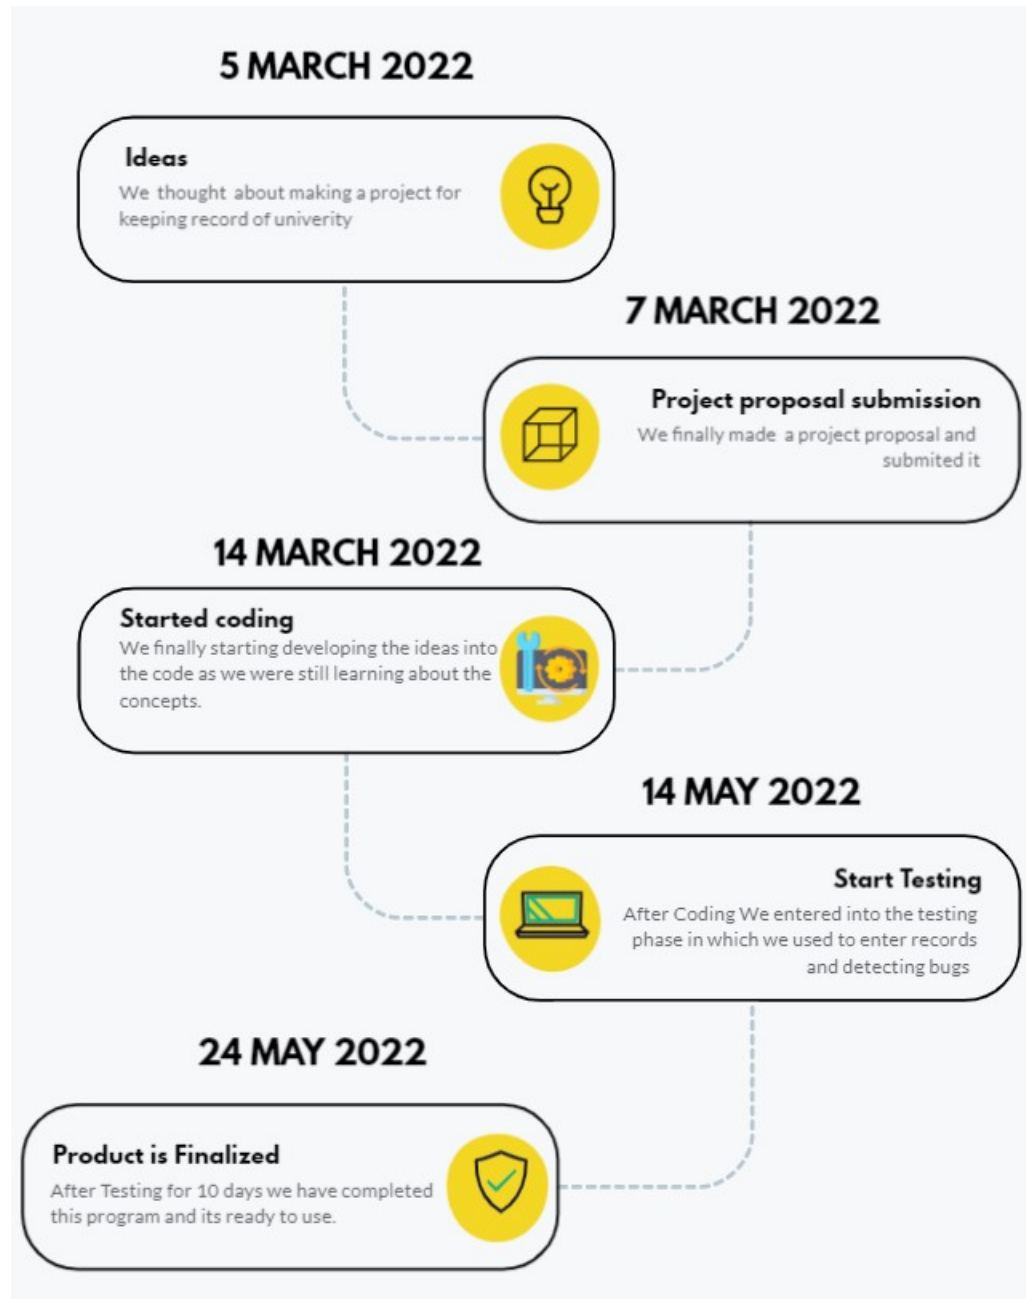 5 MARCH 2022
Ideas
We thought about making a project for
keeping record of univerity
7 MARCH 2022
Project proposal submission
We finally made a project proposal and
submited it
14 MARCH 2022
Started coding
We finally starting developing the ideas into
the code as we were still learning about the
concepts.
14 MAY 2022
Start Testing
After Coding We entered into the testing
phase in which we used to enter records
and detecting bugs
24 MAY 2022
Product is Finalized
After Testing for 10 days we have completed
this program and its ready to use.